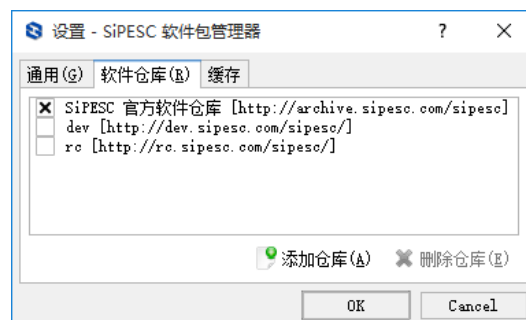 设置 - SiPESC 软件包管理器
通用(G) 软件仓库(R) 缓存
SiPESC 官方软件仓库 [http://archive.sipesc.com/sipesc]
dev [http://dev.sipesc.com/sipesc/]
rc [http://rc.sipesc.com/sipesc/]
添加仓库(A) 删除仓库(E)
OK Cancel